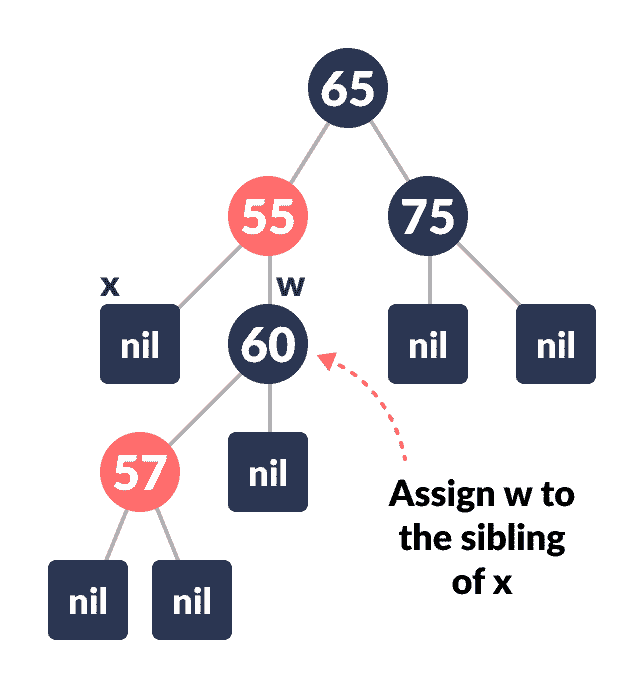 65
55
75
x
w
nil
60
nil
nil
57
nil
Assign w to
the sibling
of x
nil
nil